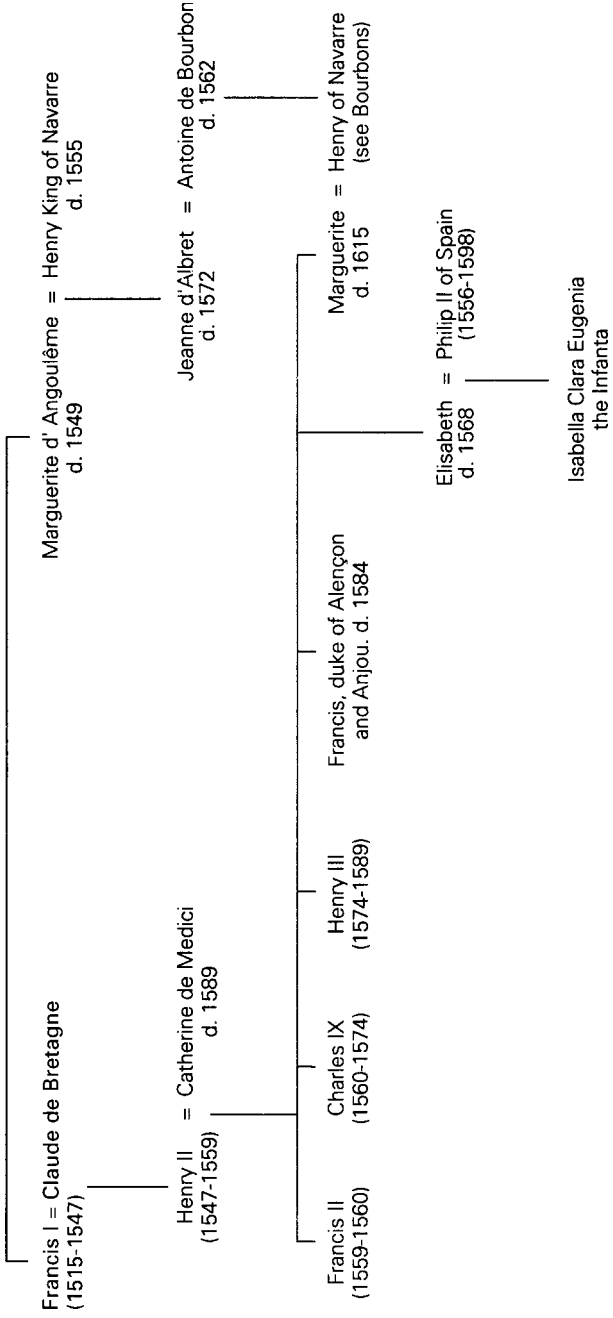 Francis I = Claude de Bretagne
(1515-1547)
Marguerite d' Angoulême = Henry King of Navarre
d. 1549
d. 1555
Henry II = Catherine de Medici
(1547-1559)
d. 1589
Jeanne d'Albret = Antoine de Bourbon
d. 1572
d. 1562
Francis II
(1559-1560)
Charles IX
(1560-1574)
Henry III
(1574-1589)
Francis, duke of Alençon
and Anjou. d. 1584
Marguerite = Henry of Navarre
d. 1615
(see Bourbons)
Elisabeth = Philip II of Spain
d. 1568
(1556-1598)
Isabella Clara Eugenia
the Infanta